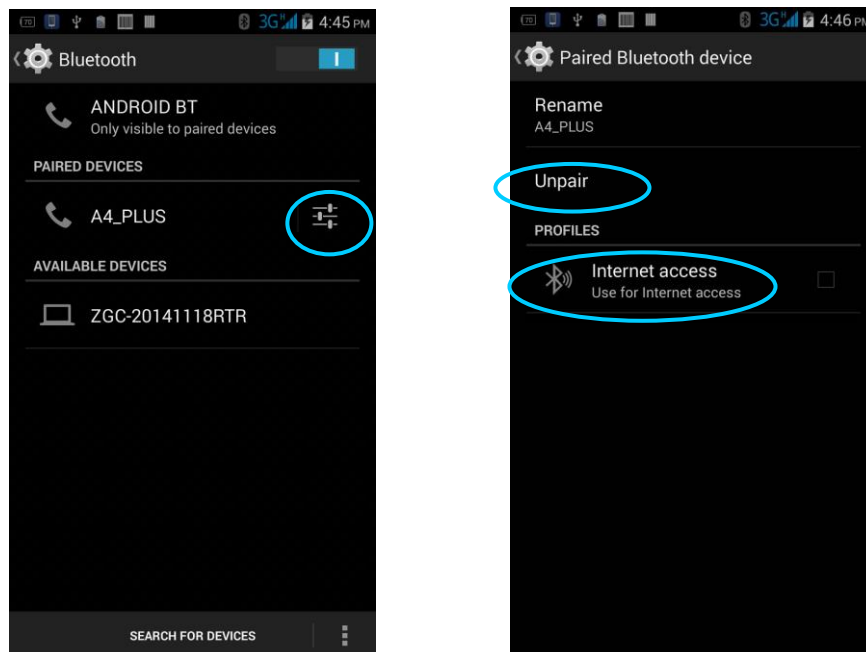 70
3G H 4:45 PM
Bluetooth
ANDROID BT
Only visible to paired devices
PAIRED DEVICES
A4_PLUS
AVAILABLE DEVICES
ZGC-20141118RTR
SEARCH FOR DEVICES
70
3G H 4:46 PM
Paired Bluetooth device
Rename
A4_PLUS
Unpair
PROFILES
Internet access
Use for Internet access